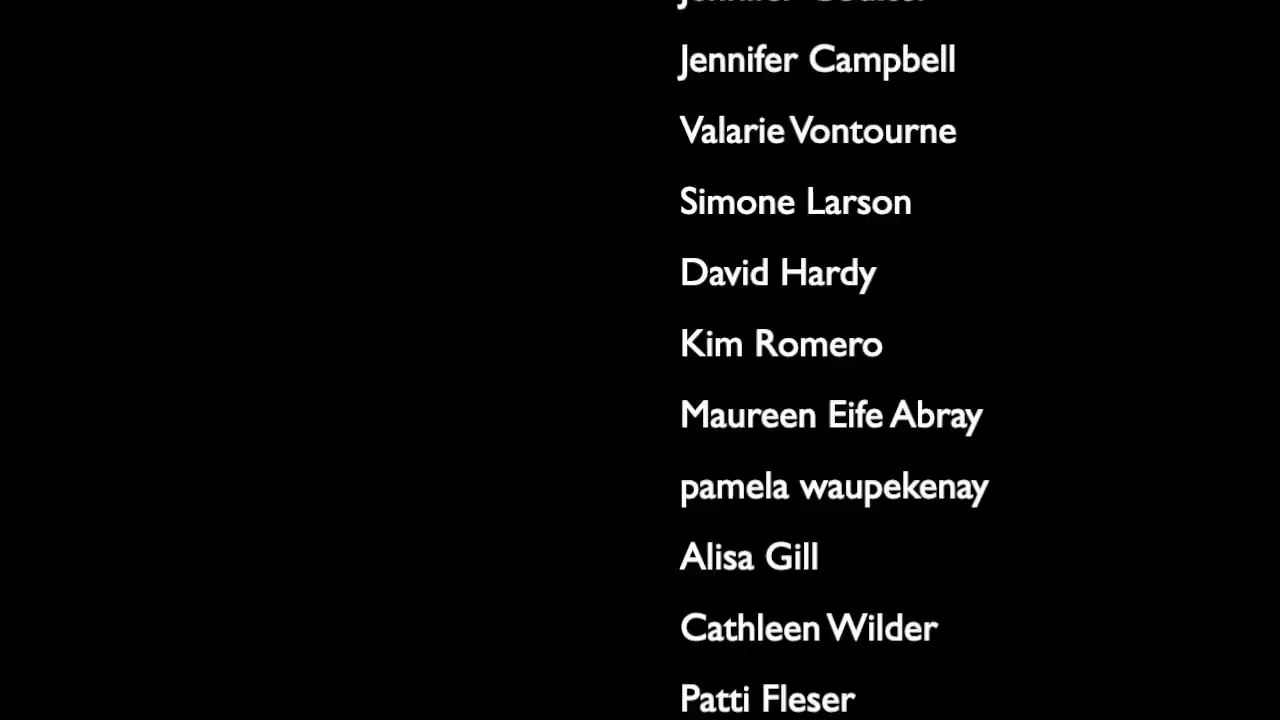 Jennifer
Jennifer Campbell
Valarie Vontourne
Simone Larson
David Hardy
Kim Romero
Maureen Eife Abray
pamela waupekenay
Alisa Gill
Cathleen Wilder
Patti Fleser